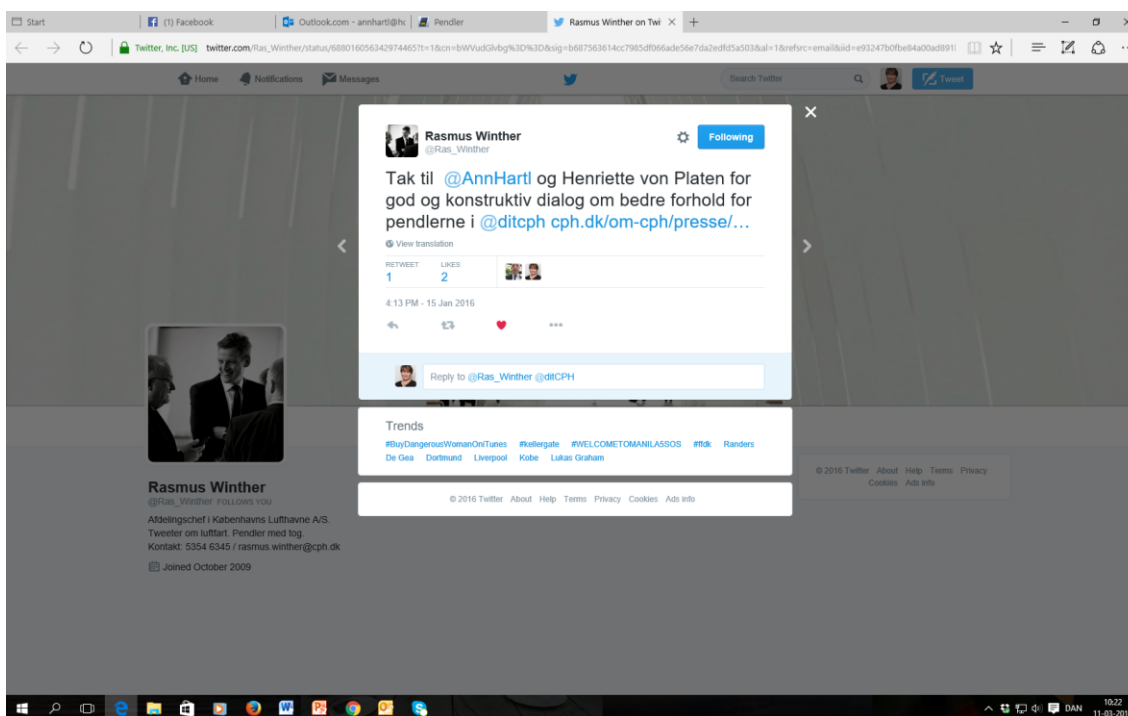 Start
(1) Facebook
Outlook.com - annhartl@hc
Pendler
Rasmus Winther on Twi
Twitter, Inc. [US] twitter.com/Ras_Winther/status/688016056342974465?t=1&cn=bWVudGlvbg%3D%3D&sig=b687563614cc7985df066ade56e7da2edfd5a503&al=1&refsrc=email&iid=e93247b0fbe84a00ad891
Home Notifications Messages Search Twitter Tweet
Rasmus Winther
@Ras_Winther
Following
Tak til @AnnHartl og Henriette von Platen for
god og konstruktiv dialog om bedre forhold for
pendlerne i @ditcph cph.dk/om-cph/presse/…
View translation
RETWEET LIKES
1 2
4:13 PM - 15 Jan 2016
Reply to @Ras_Winther @ditCPH
Trends
#BuyDangerousWomanOniTunes #kellergate #WELCOMETOMANILA5SOS #ffdk Randers
De Gea Dortmund Liverpool Kobe Lukas Graham
© 2016 Twitter About Help Terms Privacy Cookies Ads info
Rasmus Winther
@Ras_Winther FOLLOWS YOU
Afdelingschef i Københavns Lufthavne A/S.
Tweeter om luftfart. Pendler med tog.
Kontakt: 5354 6345 / rasmus.winther@cph.dk
Joined October 2009
© 2016 Twitter About Help Terms Privacy
Cookies Ads info
DAN
10:22
11-03-201